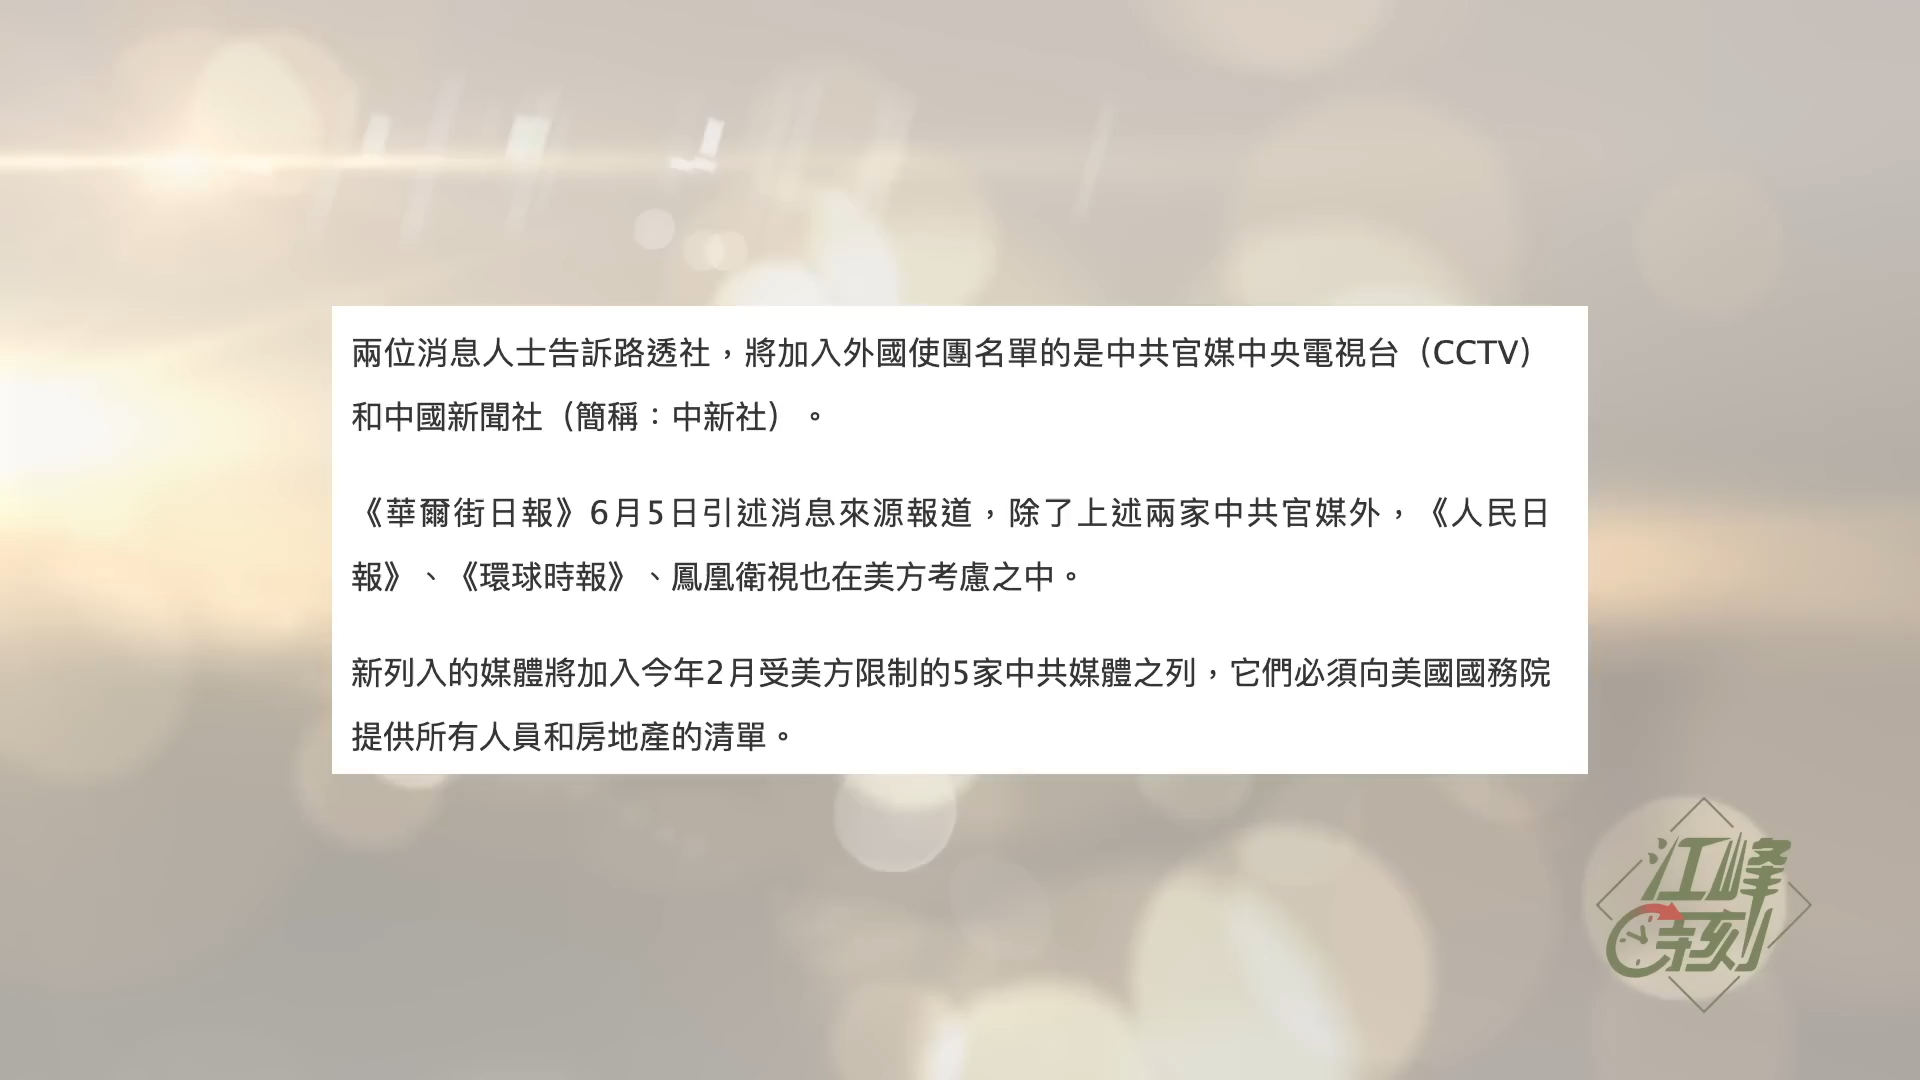 兩位消息人士告訴路透社，將加入外國使團名單的是中共官媒中央電視台（CCTV）
和中國新聞社（簡稱：中新社）。
《華爾街日報》6月5日引述消息來源報道，除了上述兩家中共官媒外，《人民日
報》、《環球時報》、鳳凰衛視也在美方考慮之中。
新列入的媒體將加入今年2月受美方限制的5家中共媒體之列，它們必須向美國國務院
提供所有人員和房地產的清單。
江峰
時刻